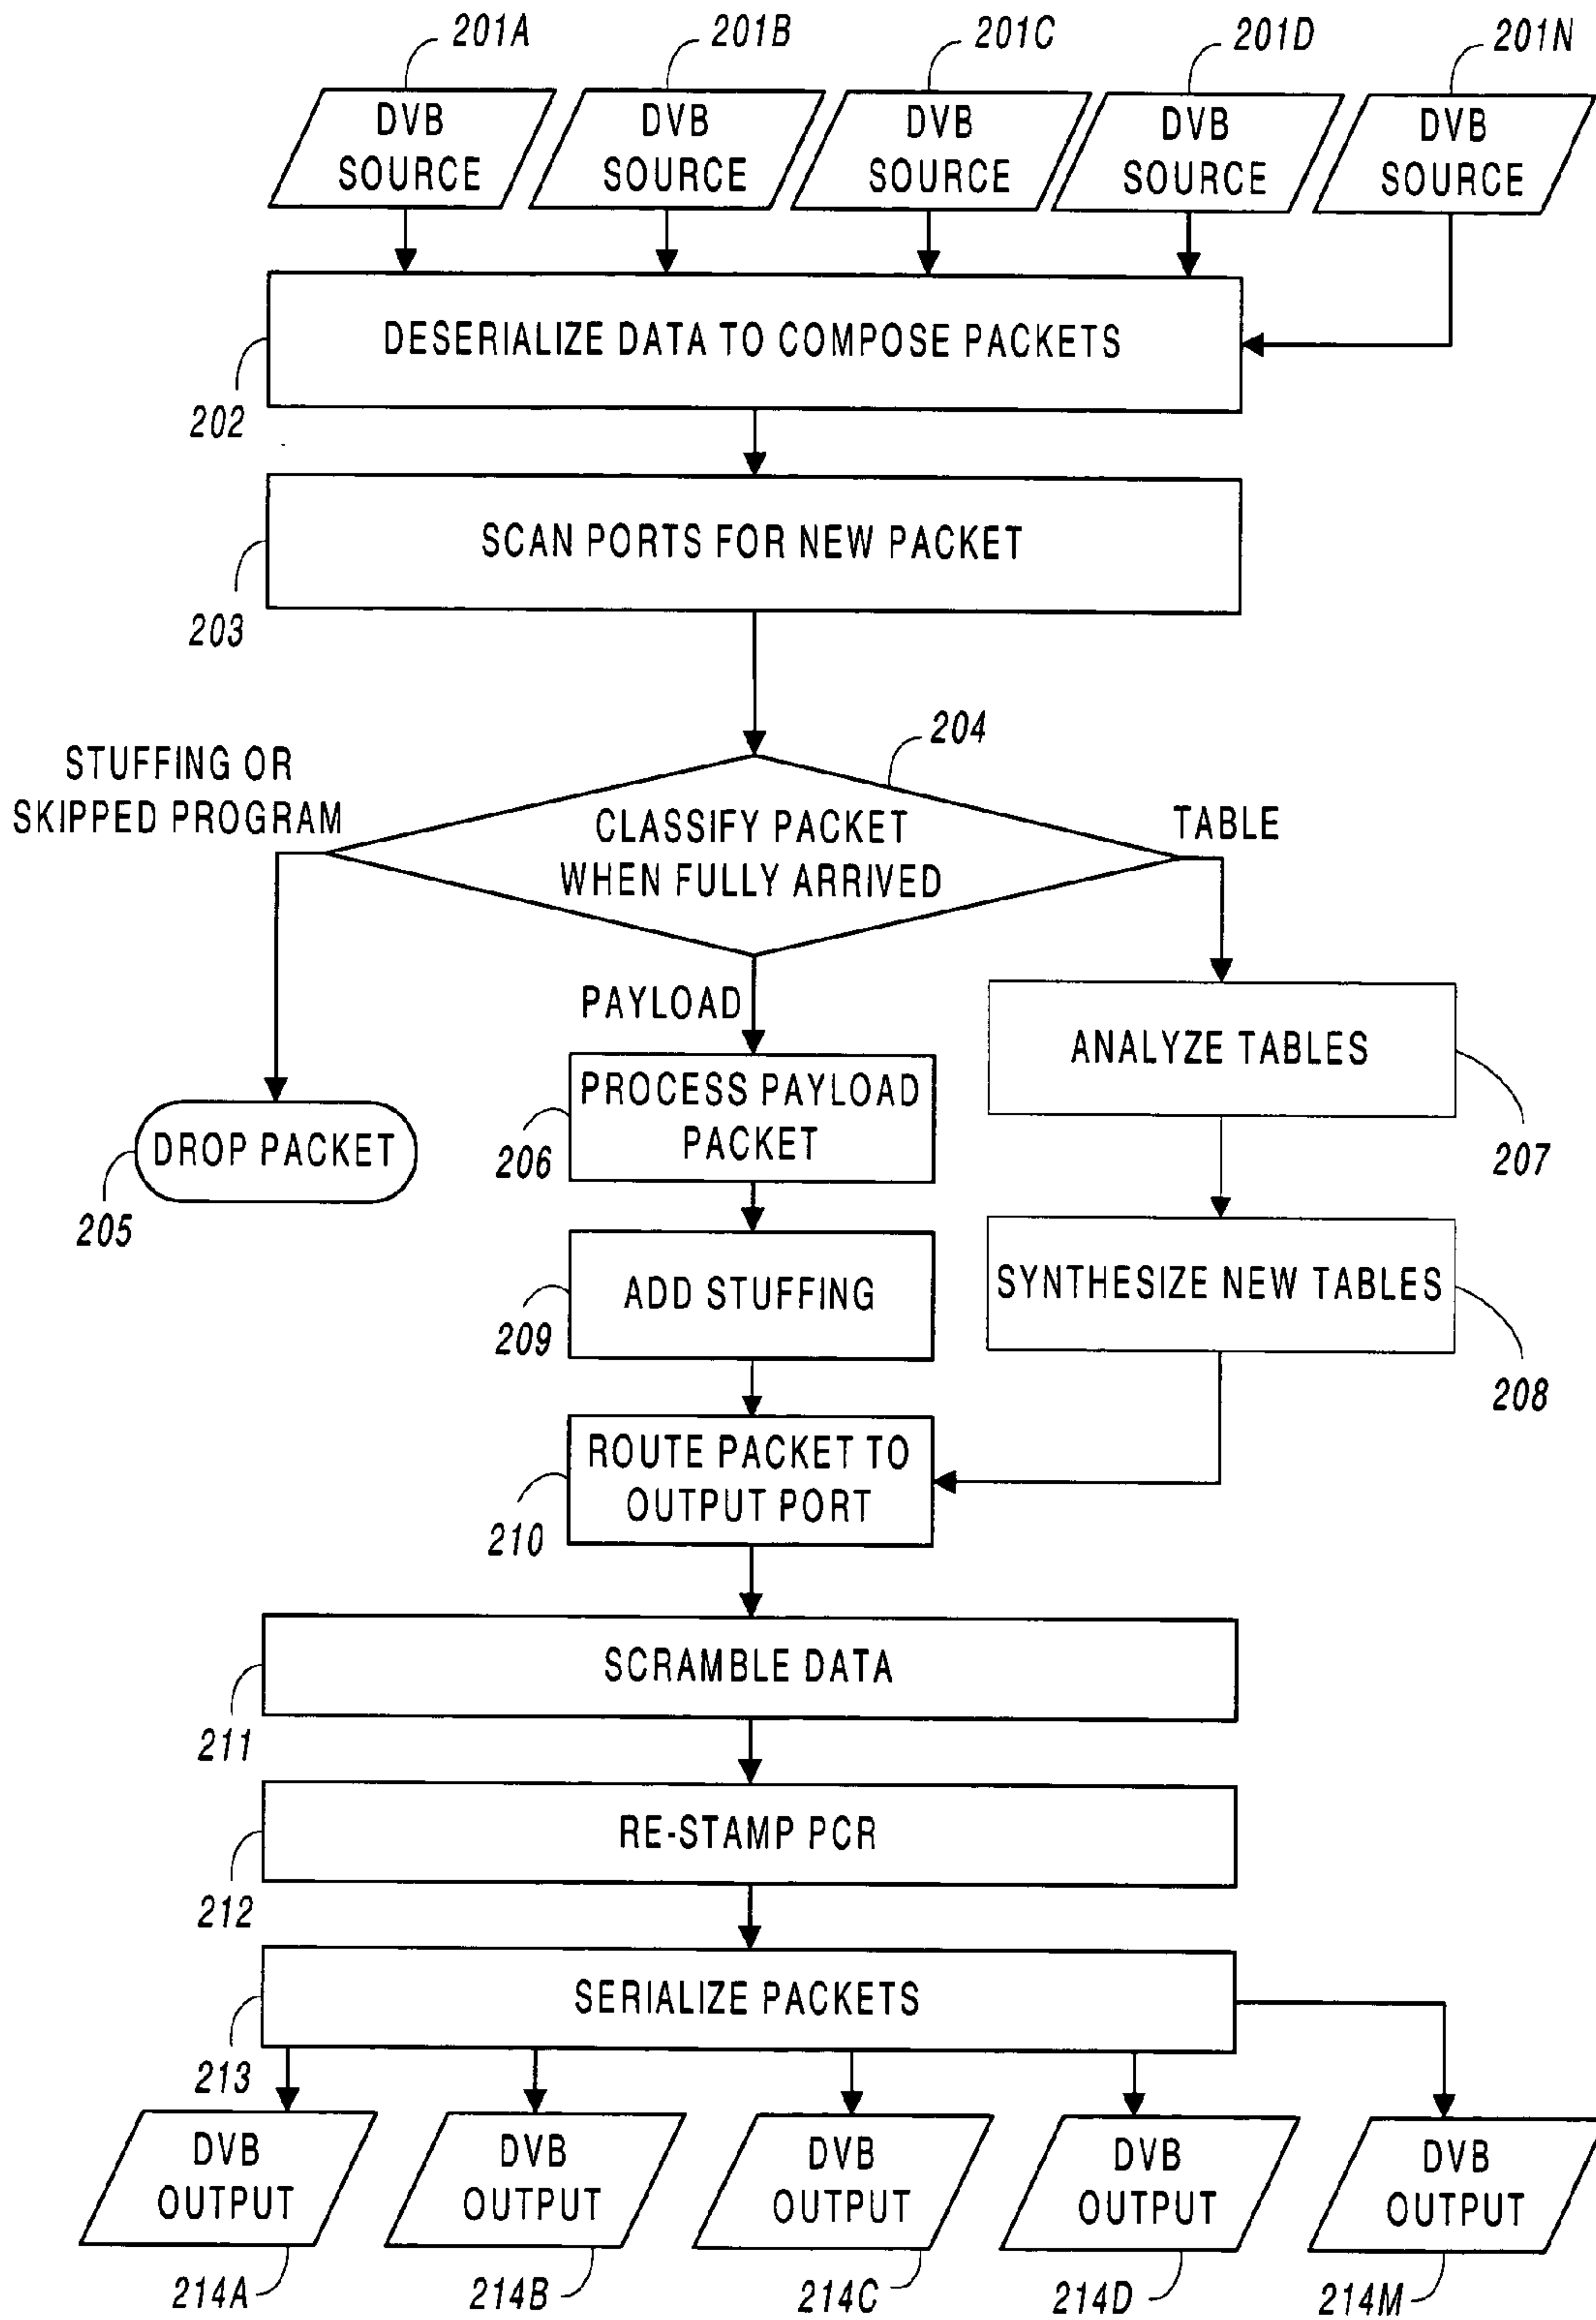 201A
201B
201C
201D
201N
DVB
SOURCE
DVB
SOURCE
DVB
SOURCE
DVB
SOURCE
DVB
SOURCE
DESERIALIZE DATA TO COMPOSE PACKETS
202
SCAN PORTS FOR NEW PACKET
203
204
STUFFING OR
SKIPPED PROGRAM
CLASSIFY PACKET
WHEN FULLY ARRIVED
TABLE
PAYLOAD
ANALYZE TABLES
207
PROCESS PAYLOAD
PACKET
206
DROP PACKET
205
ADD STUFFING
209
SYNTHESIZE NEW TABLES
208
ROUTE PACKET TO
OUTPUT PORT
210
SCRAMBLE DATA
211
RE-STAMP PCR
212
SERIALIZE PACKETS
213
DVB
OUTPUT
DVB
OUTPUT
DVB
OUTPUT
DVB
OUTPUT
DVB
OUTPUT
214A
214B
214C
214D
214M